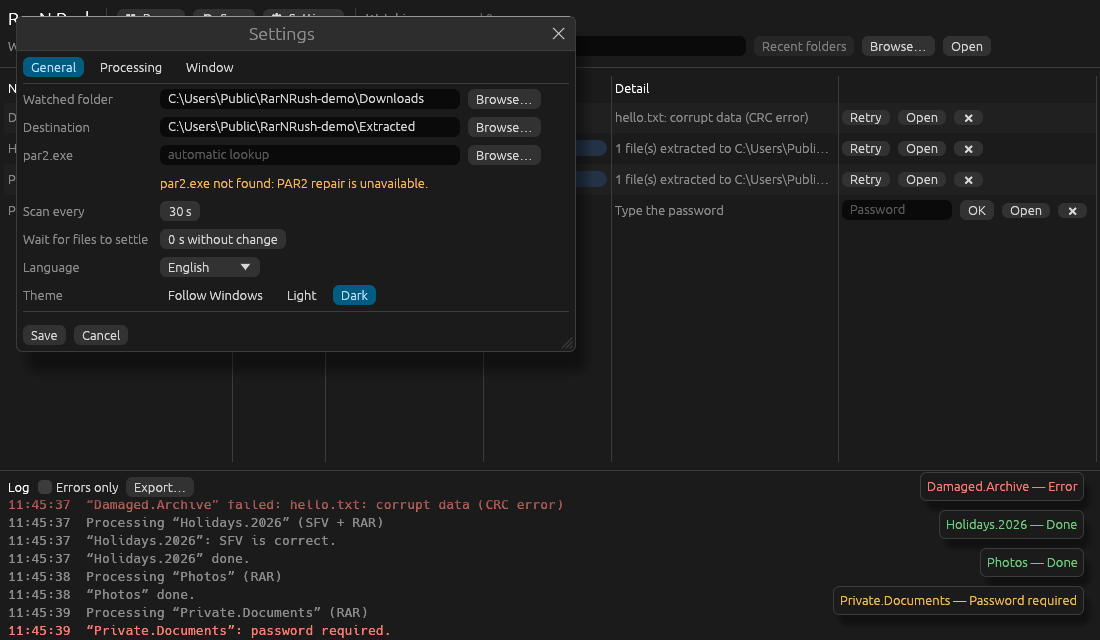 Settings
General Processing Window
Watched folder C:\Users\Public\RarNRush-demo\Downloads Browse…
Destination C:\Users\Public\RarNRush-demo\Extracted Browse…
par2.exe automatic lookup Browse…
par2.exe not found: PAR2 repair is unavailable.
Scan every 30 s
Wait for files to settle 0 s without change
Language English
Theme Follow Windows Light Dark
Save Cancel
Recent folders Browse… Open
Detail
hello.txt: corrupt data (CRC error) Retry Open ×
1 file(s) extracted to C:\Users\Publi… Retry Open ×
1 file(s) extracted to C:\Users\Publi… Retry Open ×
Type the password Password OK Open ×
Log Errors only Export…
11:45:37 “Damaged.Archive” failed: hello.txt: corrupt data (CRC error)
11:45:37 Processing “Holidays.2026” (SFV + RAR)
11:45:37 “Holidays.2026”: SFV is correct.
11:45:37 “Holidays.2026” done.
11:45:38 Processing “Photos” (RAR)
11:45:38 “Photos” done.
11:45:39 Processing “Private.Documents” (RAR)
11:45:39 “Private.Documents”: password required.
Damaged.Archive — Error
Holidays.2026 — Done
Photos — Done
Private.Documents — Password required